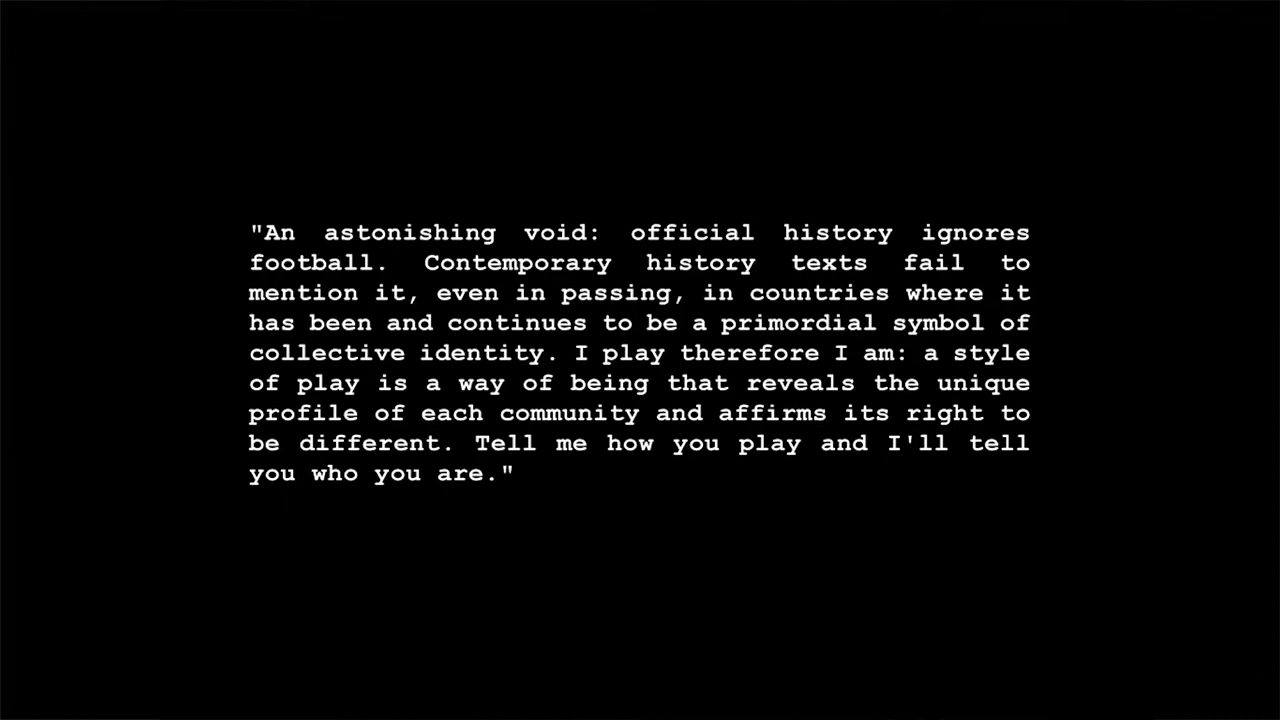 "An astonishing void: official history ignores
football. Contemporary history texts fail to
mention it, even in passing, in countries where it
has been and continues to be a primordial symbol of
collective identity. I play therefore I am: a style
of play is a way of being that reveals the unique
profile of each community and affirms its right to
be different. Tell me how you play and I'll tell
you who you are."